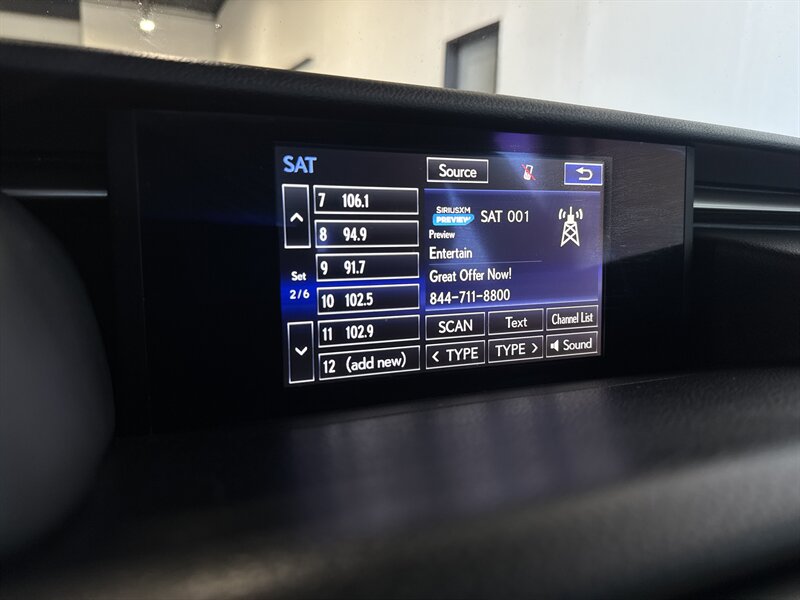 SAT
Source
7 106.1
8 94.9
9 91.7
10 102.5
11 102.9
12 (add new)
Set
2/6
SIRIUSXM
PREVIEW
SAT 001
Preview
Entertain
Great Offer Now!
844-711-8800
SCAN
Text
Channel List
< TYPE
TYPE >
Sound